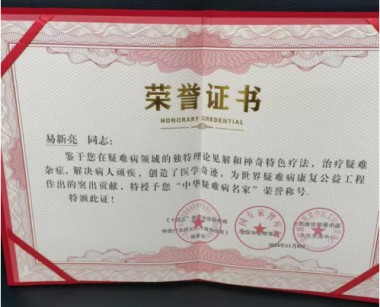 荣誉证书
HONORARY CREDENTIAL
易新亮 同志:
鉴于您在疑难病领域的独特理论见解和神奇特色疗法,治疗疑难
杂症,解决病人顽疾,创造了医学奇迹,为世界疑难病康复公益工程
作出的突出贡献,特授予您“中华疑难病名家”荣誉称号。
特颁此证!